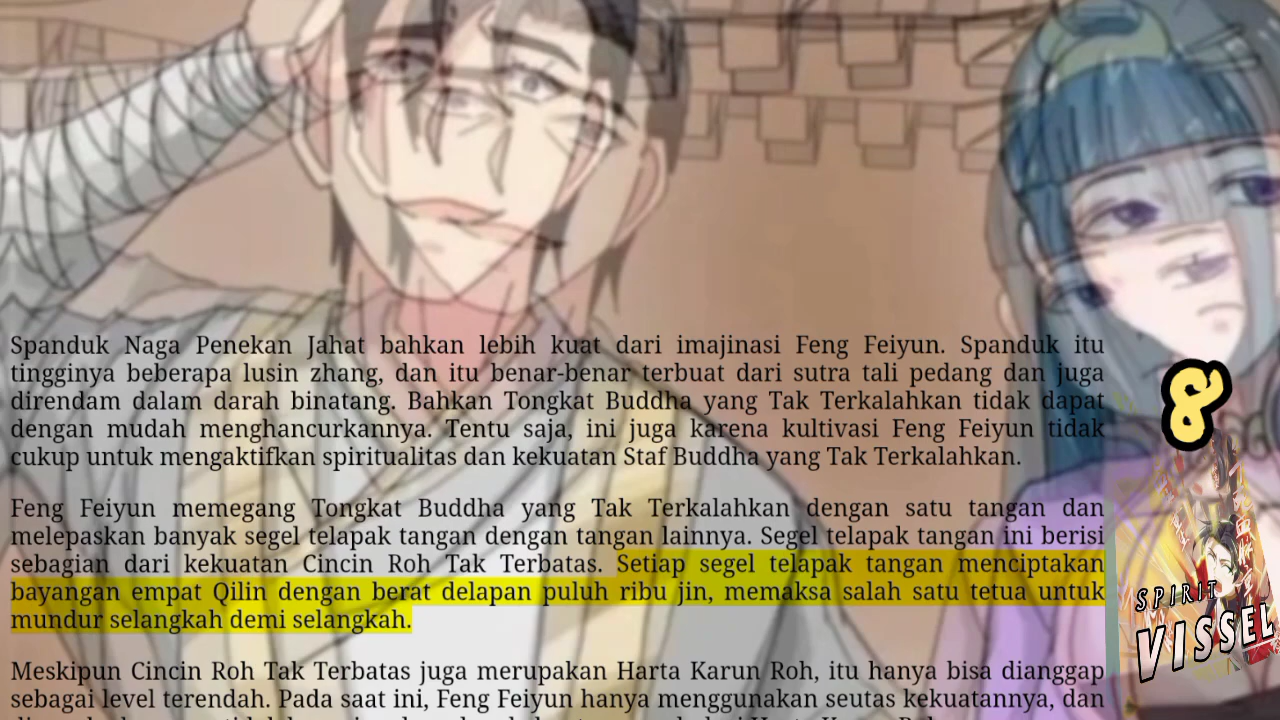 Spanduk Naga Penekan Jahat bahkan lebih kuat dari imajinasi Feng Feiyun. Spanduk itu
tingginya beberapa lusin zhang, dan itu benar-benar terbuat dari sutra tali pedang dan juga
direndam dalam darah binatang. Bahkan Tongkat Buddha yang Tak Terkalahkan tidak dapat
dengan mudah menghancurkannya. Tentu saja, ini juga karena kultivasi Feng Feiyun tidak
cukup untuk mengaktifkan spiritualitas dan kekuatan Staf Buddha yang Tak Terkalahkan.
Feng Feiyun memegang Tongkat Buddha yang Tak Terkalahkan dengan satu tangan dan
melepaskan banyak segel telapak tangan dengan tangan lainnya. Segel telapak tangan ini berisi
sebagian dari kekuatan Cincin Roh Tak Terbatas. Setiap segel telapak tangan menciptakan
bayangan empat Qilin dengan berat delapan puluh ribu jin, memaksa salah satu tetua untuk
mundur selangkah demi selangkah.
Meskipun Cincin Roh Tak Terbatas juga merupakan Harta Karun Roh, itu hanya bisa dianggap
sebagai level terendah. Pada saat ini, Feng Feiyun hanya menggunakan seutas kekuatannya, dan
8
SPIRIT
VISSEL